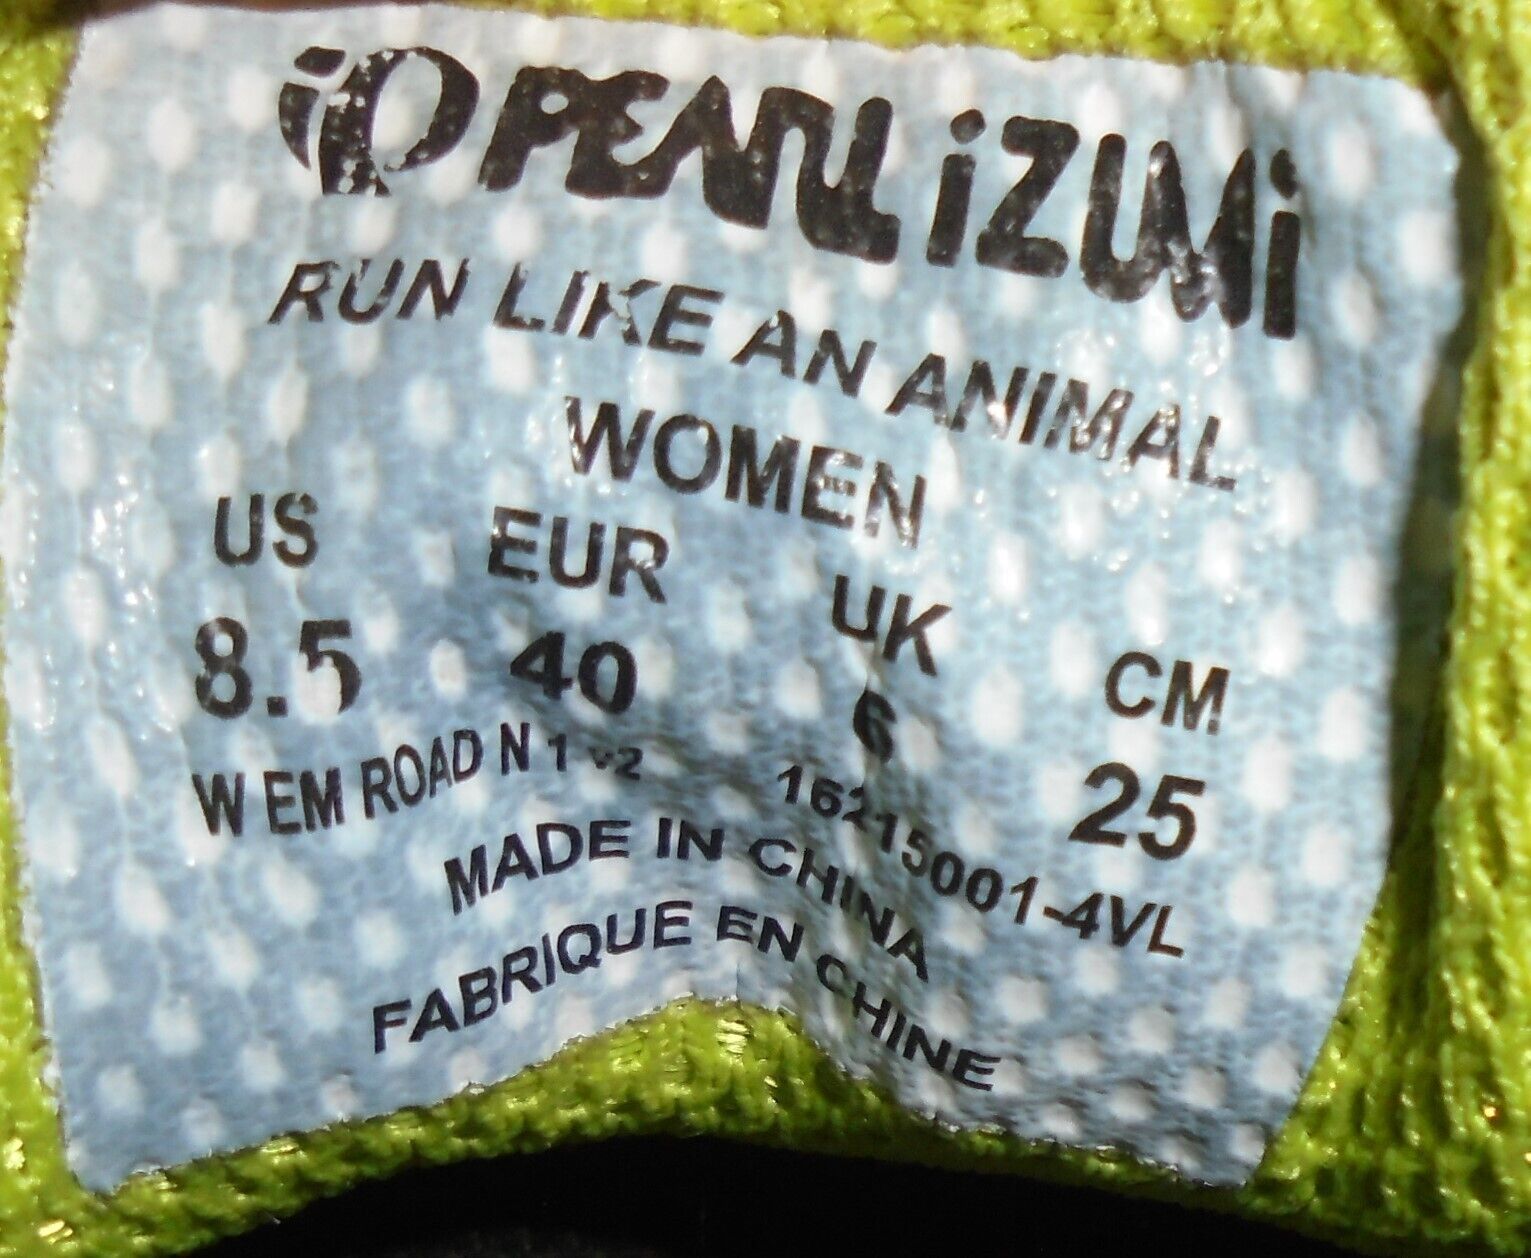 iP PEARL iZUMi
RUN LIKE AN ANIMAL
WOMEN
US EUR UK CM
8.5 40 6 25
W EM ROAD N 1 v2 16215001-4VL
MADE IN CHINA
FABRIQUE EN CHINE